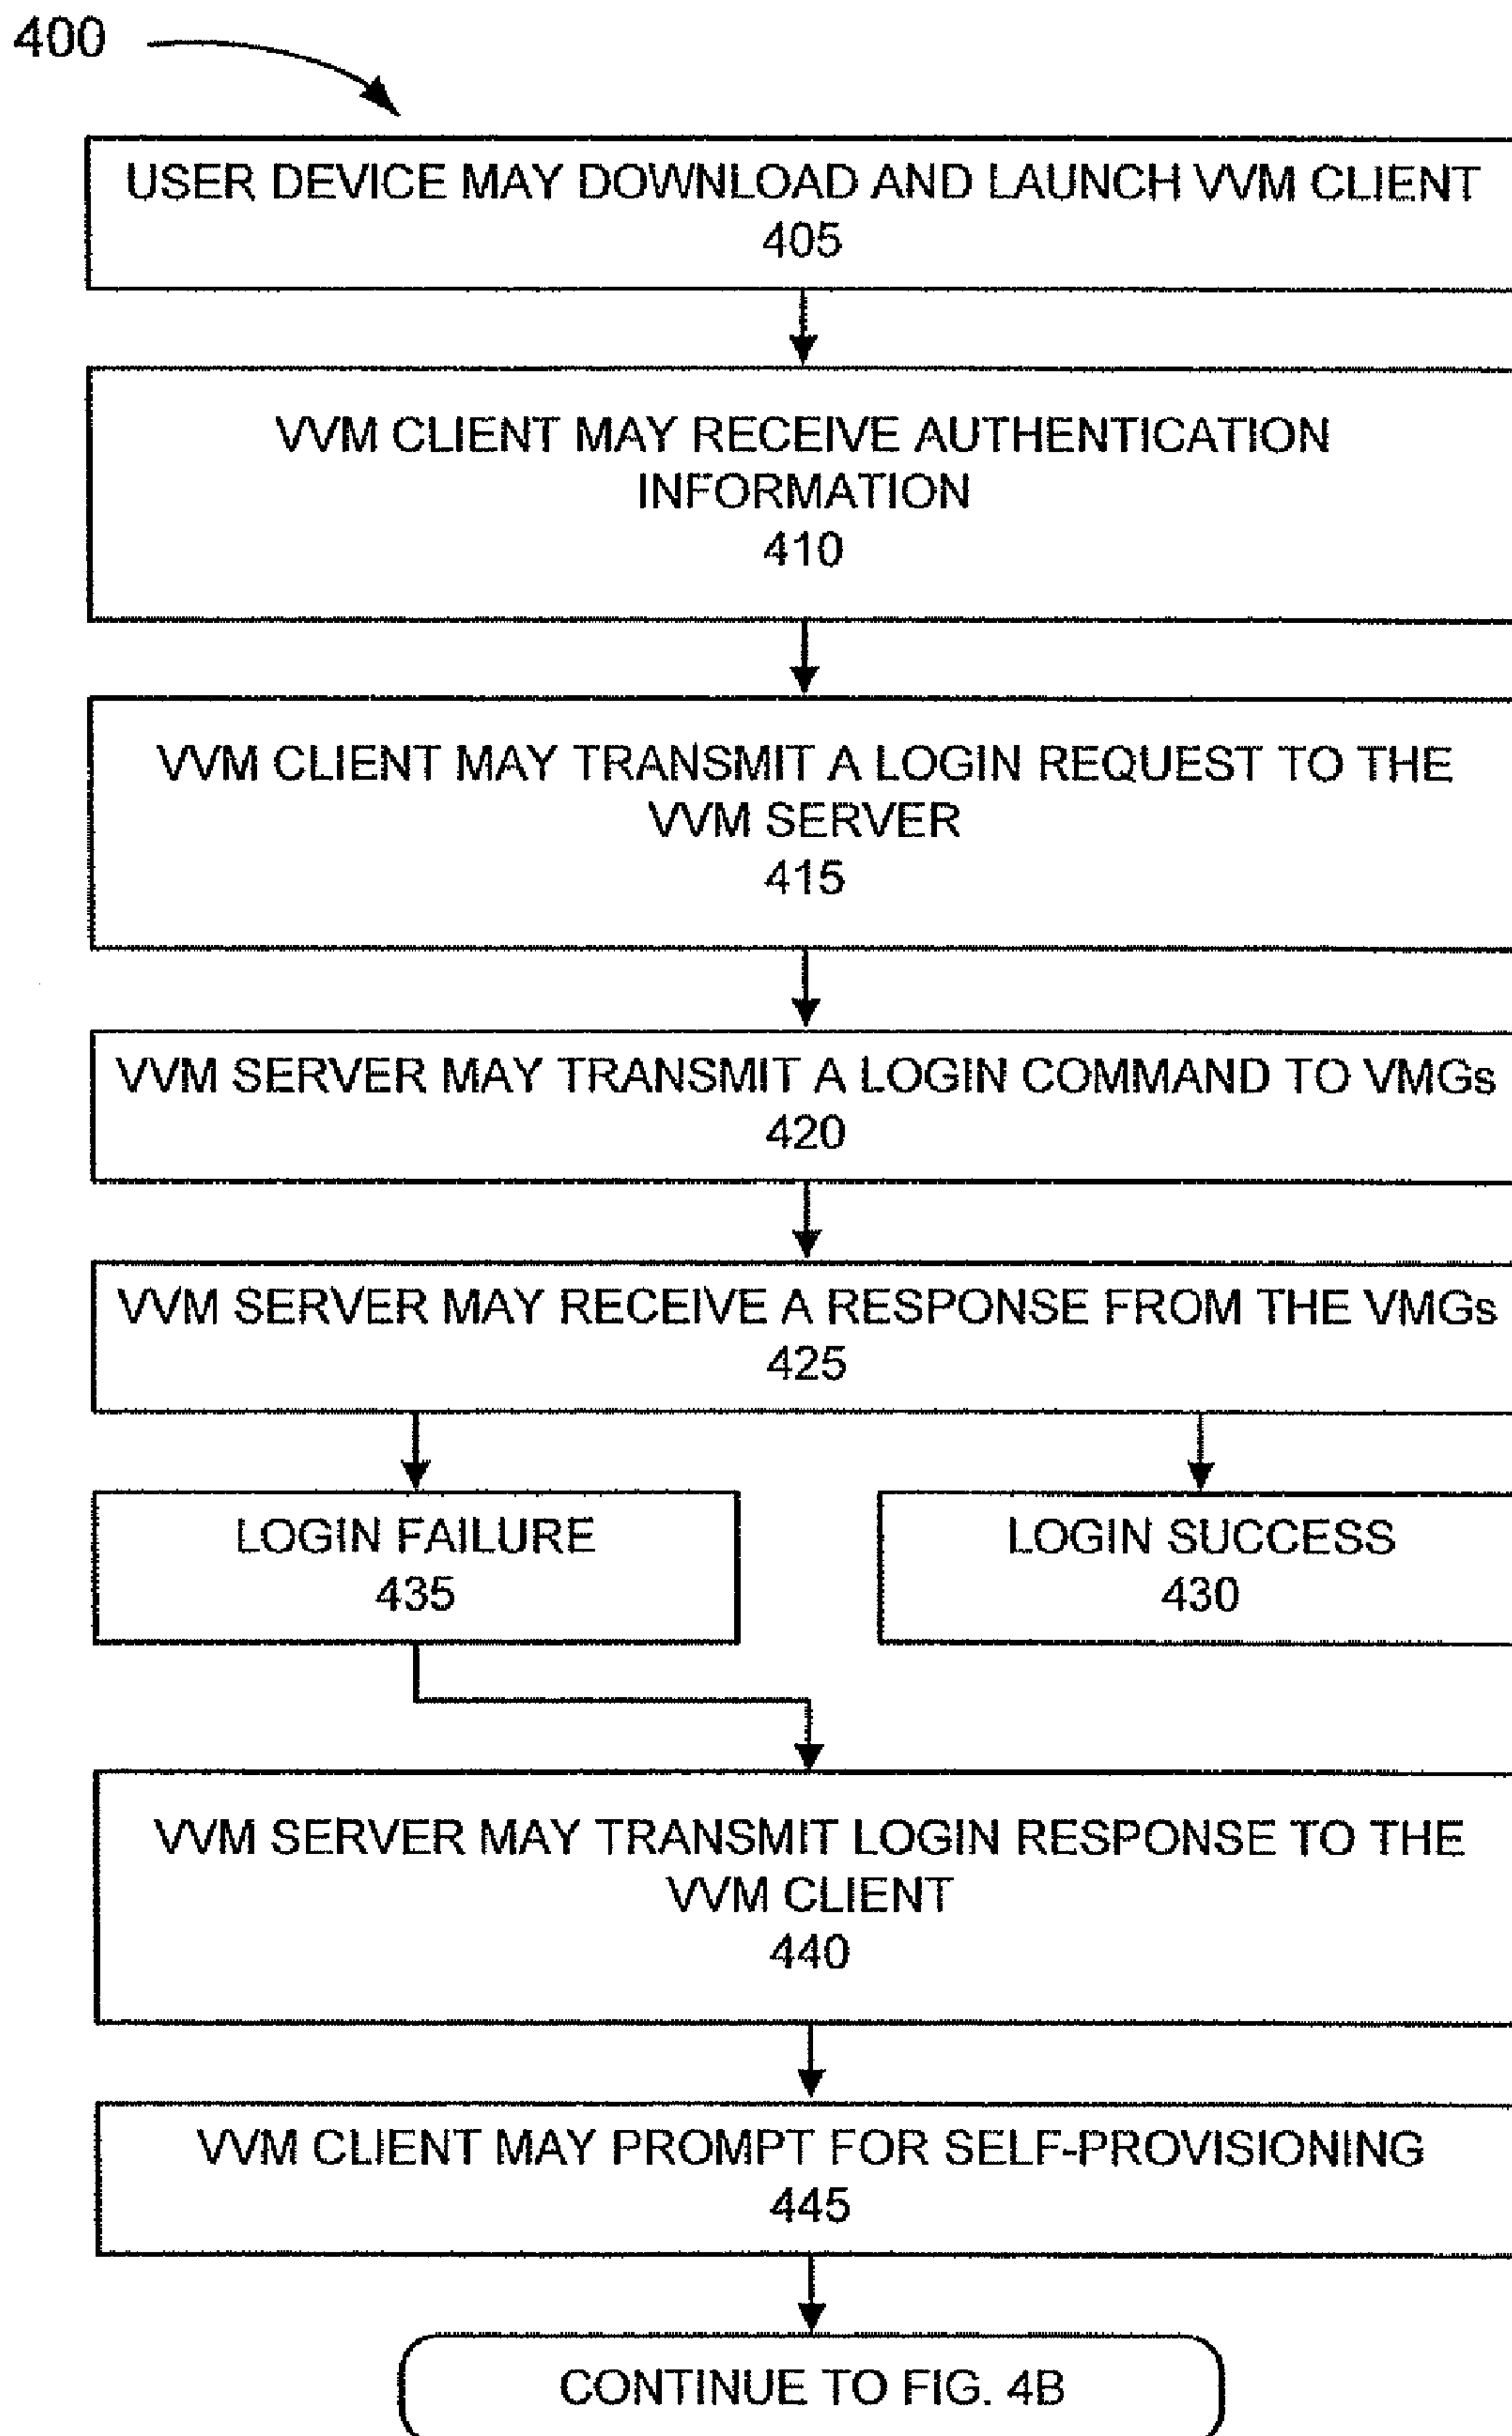 400
USER DEVICE MAY DOWNLOAD AND LAUNCH VVM CLIENT
405
VVM CLIENT MAY RECEIVE AUTHENTICATION
INFORMATION
410
VVM CLIENT MAY TRANSMIT A LOGIN REQUEST TO THE
VVM SERVER
415
VVM SERVER MAY TRANSMIT A LOGIN COMMAND TO VMGs
420
VVM SERVER MAY RECEIVE A RESPONSE FROM THE VMGs
425
LOGIN FAILURE
435
LOGIN SUCCESS
430
VVM SERVER MAY TRANSMIT LOGIN RESPONSE TO THE
VVM CLIENT
440
VVM CLIENT MAY PROMPT FOR SELF-PROVISIONING
445
CONTINUE TO FIG. 4B